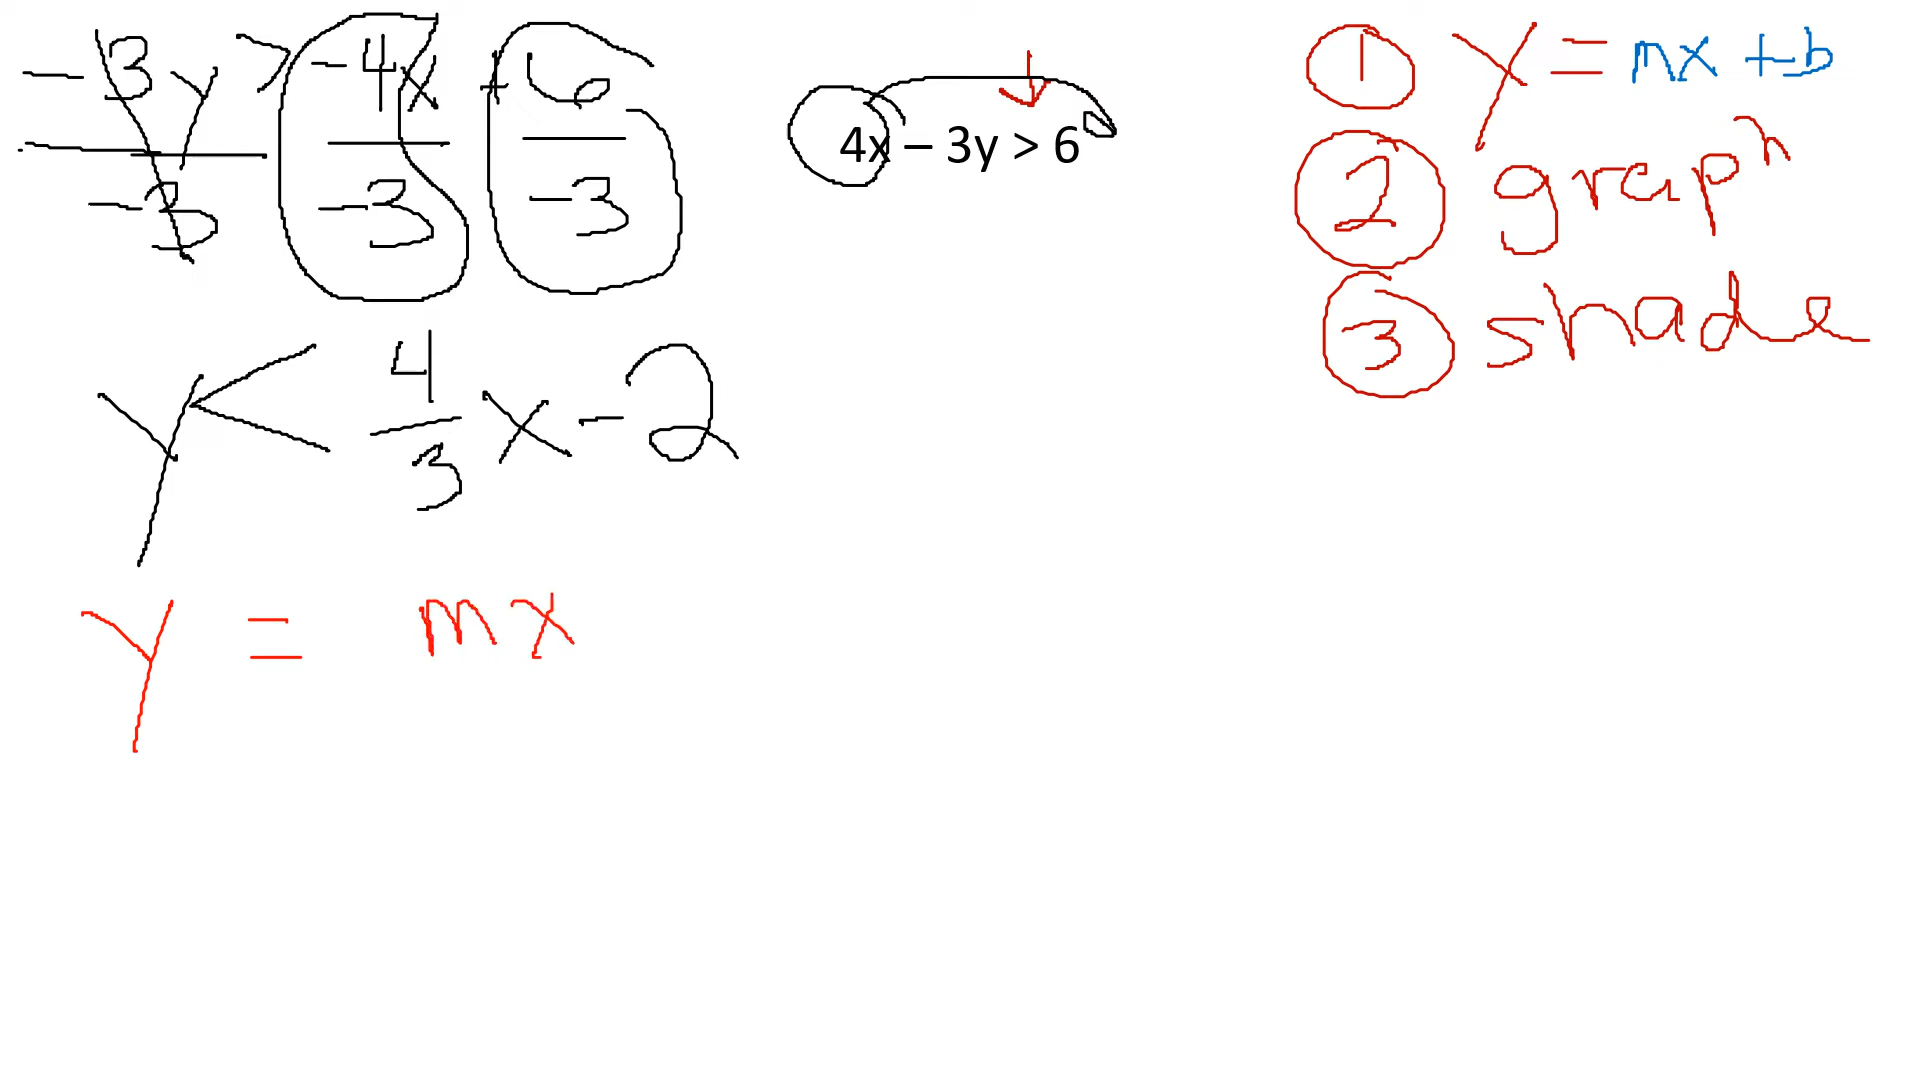 -3y > -4x + 6
-3 -3 -3
y < 4/3 x - 2
y = mx
4x – 3y > 6
1 y = mx + b
2 graph
3 shade